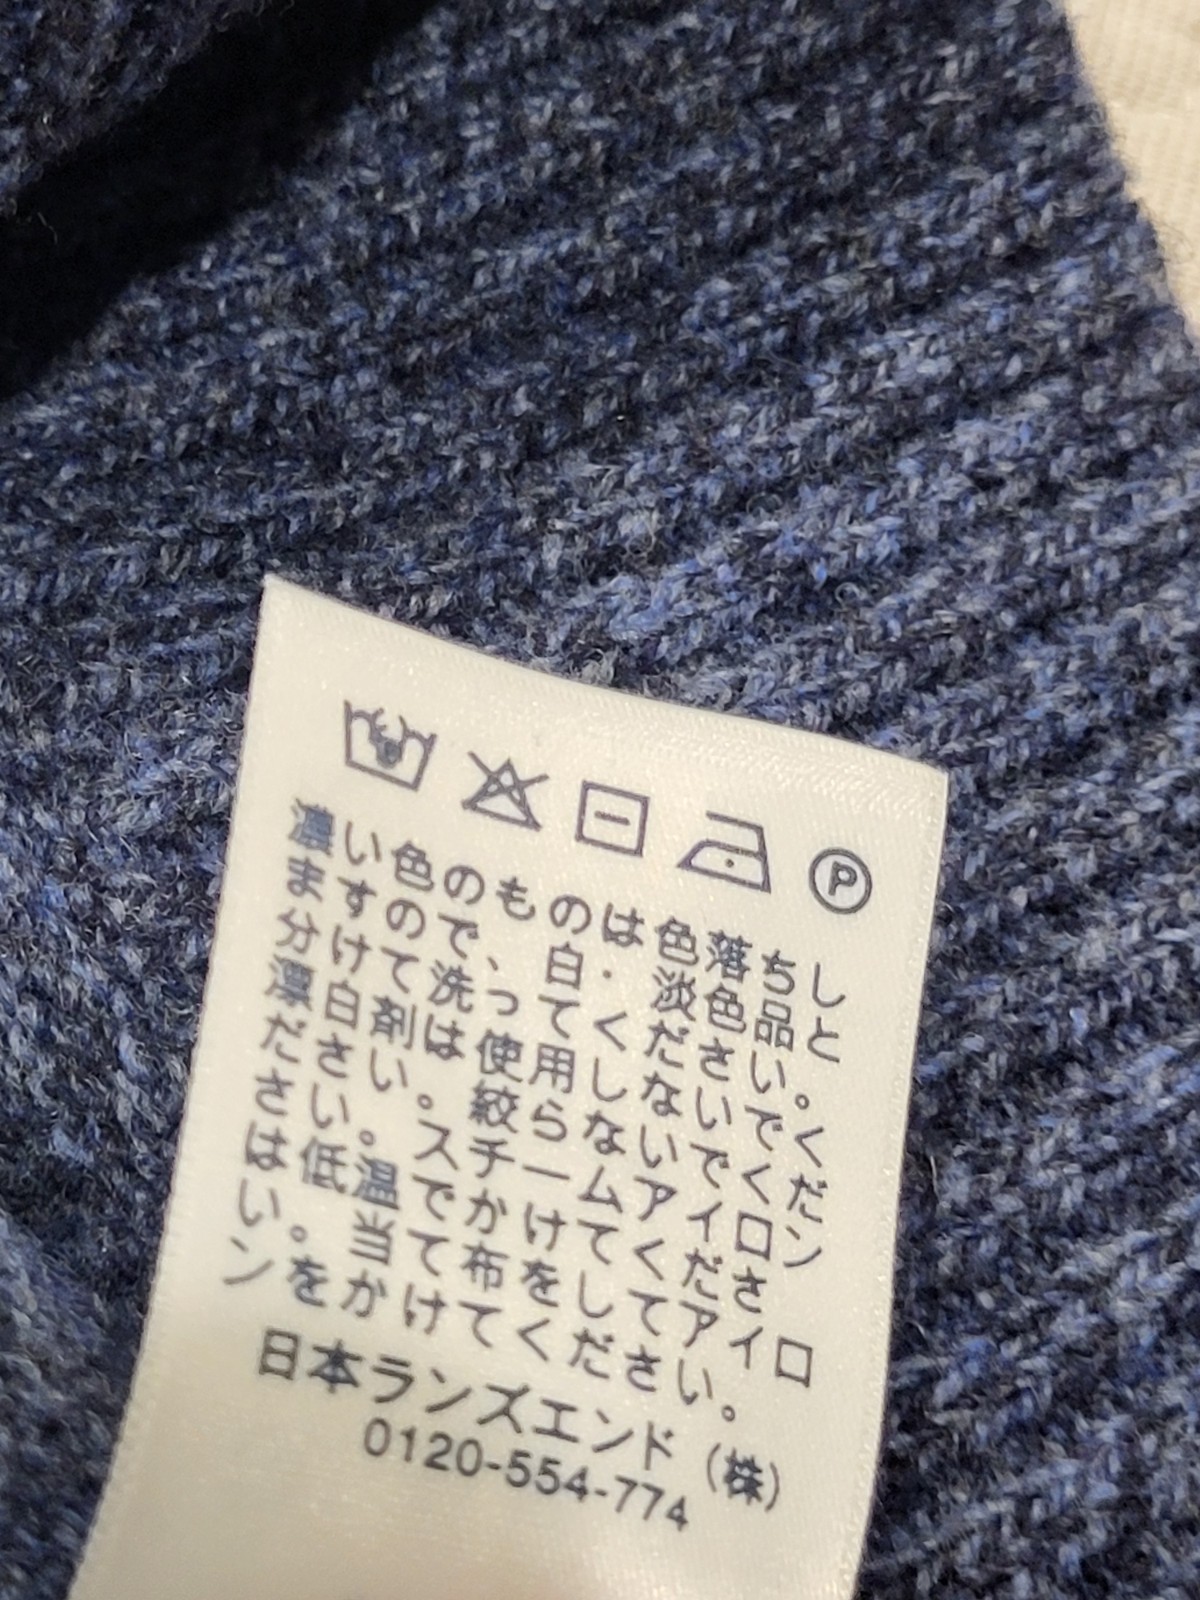 P
濃い色のものは色落ちし
ますので、白・淡色品と
分けて洗ってください。
漂白剤は使用しないでく
ださい。絞らないでくだ
さい。スチームアイロン
は低温でかけてくださ
い。当て布をしてアイロ
ンをかけてください。
日本ランズエンド(株)
0120-554-774